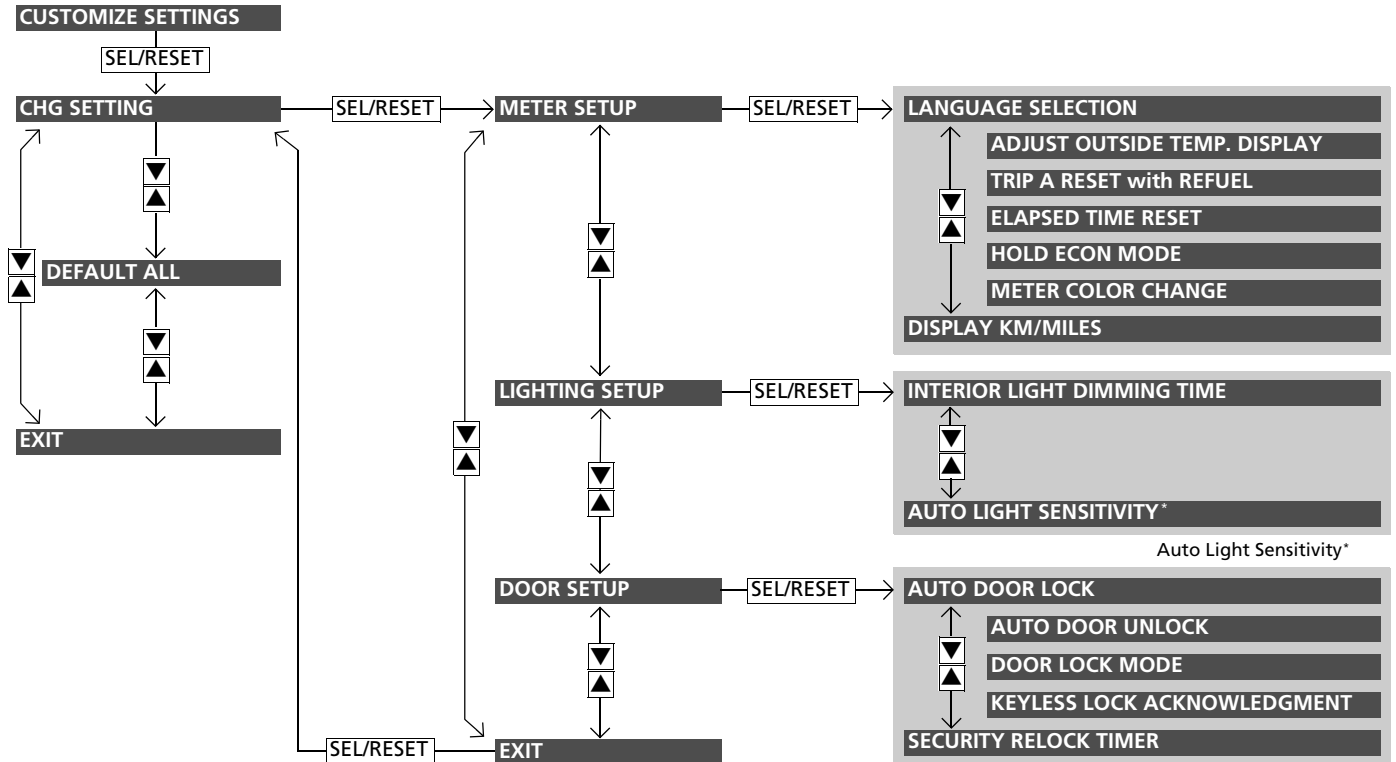 CUSTOMIZE SETTINGS
SEL/RESET
CHG SETTING
SEL/RESET
METER SETUP
SEL/RESET
LANGUAGE SELECTION
ADJUST OUTSIDE TEMP. DISPLAY
TRIP A RESET with REFUEL
ELAPSED TIME RESET
HOLD ECON MODE
METER COLOR CHANGE
DISPLAY KM/MILES
DEFAULT ALL
EXIT
LIGHTING SETUP
SEL/RESET
INTERIOR LIGHT DIMMING TIME
AUTO LIGHT SENSITIVITY*
Auto Light Sensitivity*
DOOR SETUP
SEL/RESET
AUTO DOOR LOCK
AUTO DOOR UNLOCK
DOOR LOCK MODE
KEYLESS LOCK ACKNOWLEDGMENT
SECURITY RELOCK TIMER
SEL/RESET
EXIT